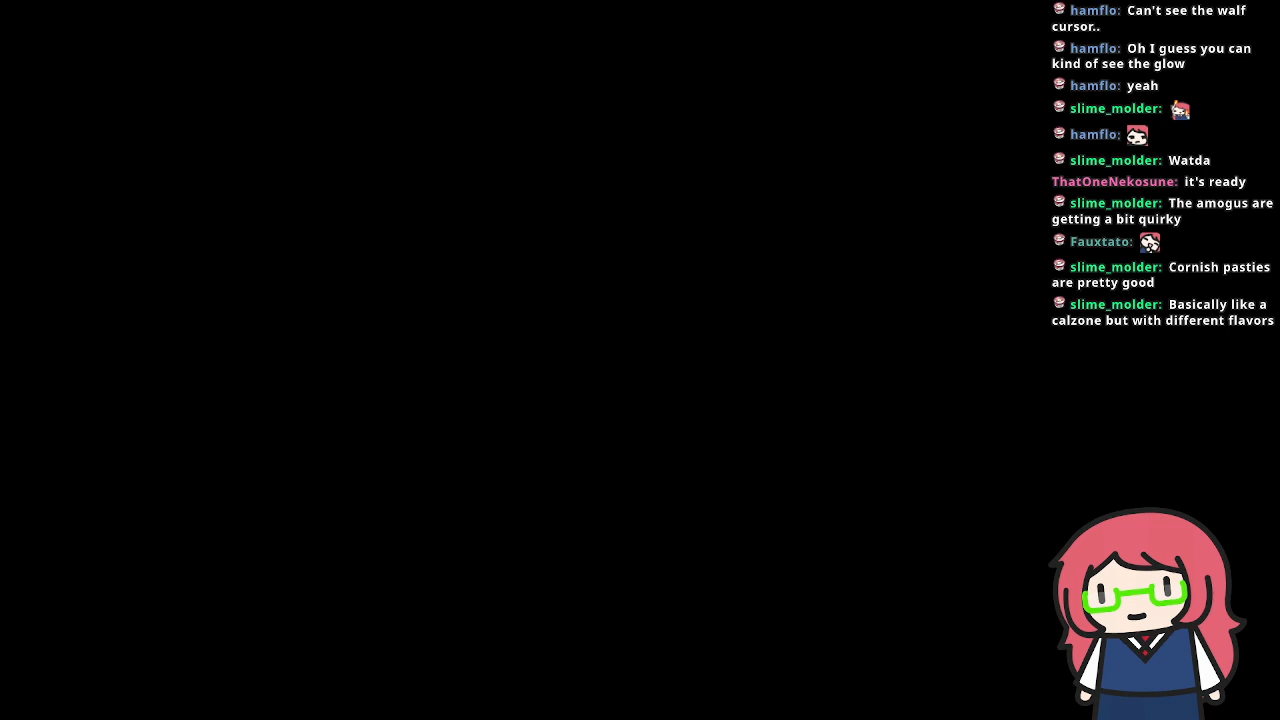 hamflo: Can't see the walf
cursor..
hamflo: Oh I guess you can
kind of see the glow
hamflo: yeah
slime_molder:
hamflo:
slime_molder: Watda
ThatOneNekosune: it's ready
slime_molder: The amogus are
getting a bit quirky
Fauxtato:
slime_molder: Cornish pasties
are pretty good
slime_molder: Basically like a
calzone but with different flavors